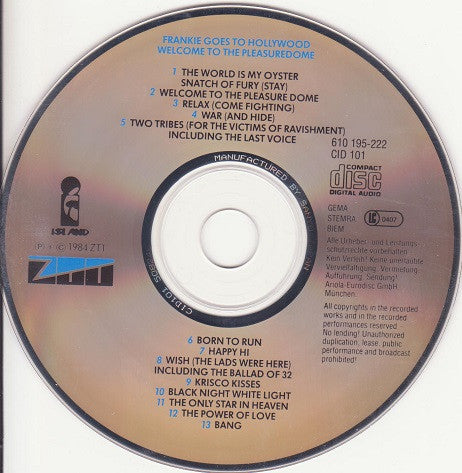 FRANKIE GOES TO HOLLYWOOD
WELCOME TO THE PLEASUREDOME
1 THE WORLD IS MY OYSTER
SNATCH OF FURY (STAY)
2 WELCOME TO THE PLEASURE DOME
3 RELAX (COME FIGHTING)
4 WAR (AND HIDE)
5 TWO TRIBES (FOR THE VICTIMS OF RAVISHMENT)
INCLUDING THE LAST VOICE
610 195-222
CID 101
COMPACT
disc
DIGITAL AUDIO
MANUFACTURED BY
ISLAND
℗ + © 1984 ZTT
ZTT
GEMA
STEMRA
BIEM
LC 0407
Alle Urheber- und Leistungs-
schutzrechte vorbehalten.
Kein Verleih! Keine unerlaubte
Vervielfältigung, Vermietung,
Aufführung, Sendung!
Ariola-Eurodisc GmbH
München.
All copyrights in the recorded
works and in the recorded
performances reserved.
No lending! Unauthorized
duplication, lease, public
performance and broadcast
prohibited!
CID101
6 BORN TO RUN
7 HAPPY HI
8 WISH (THE LADS WERE HERE)
INCLUDING THE BALLAD OF 32
9 KRISCO KISSES
10 BLACK NIGHT WHITE LIGHT
11 THE ONLY STAR IN HEAVEN
12 THE POWER OF LOVE
13 BANG